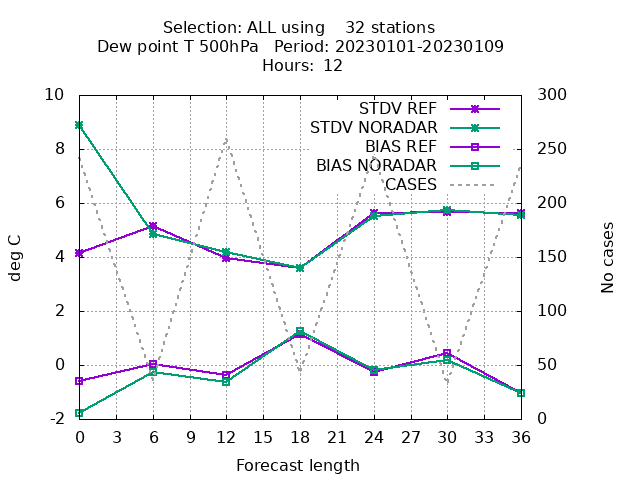 Selection: ALL using    32 stations
Dew point T 500hPa   Period: 20230101-20230109
Hours:  12
10
8
6
4
2
0
-2
300
250
200
150
100
50
0
STDV REF
STDV NORADAR
BIAS REF
BIAS NORADAR
CASES
deg C
No cases
0 3 6 9 12 15 18 21 24 27 30 33 36
Forecast length